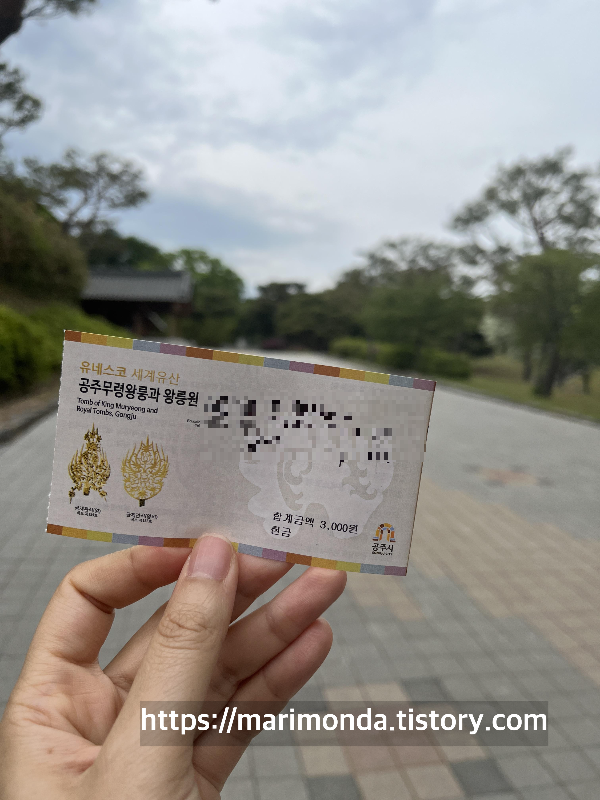 유네스코 세계유산
공주무령왕릉과 왕릉원
Tomb of King Muryeong and
Royal Tombs, Gongju
합계금액 3,000원
현금
공주시
https://marimonda.tistory.com